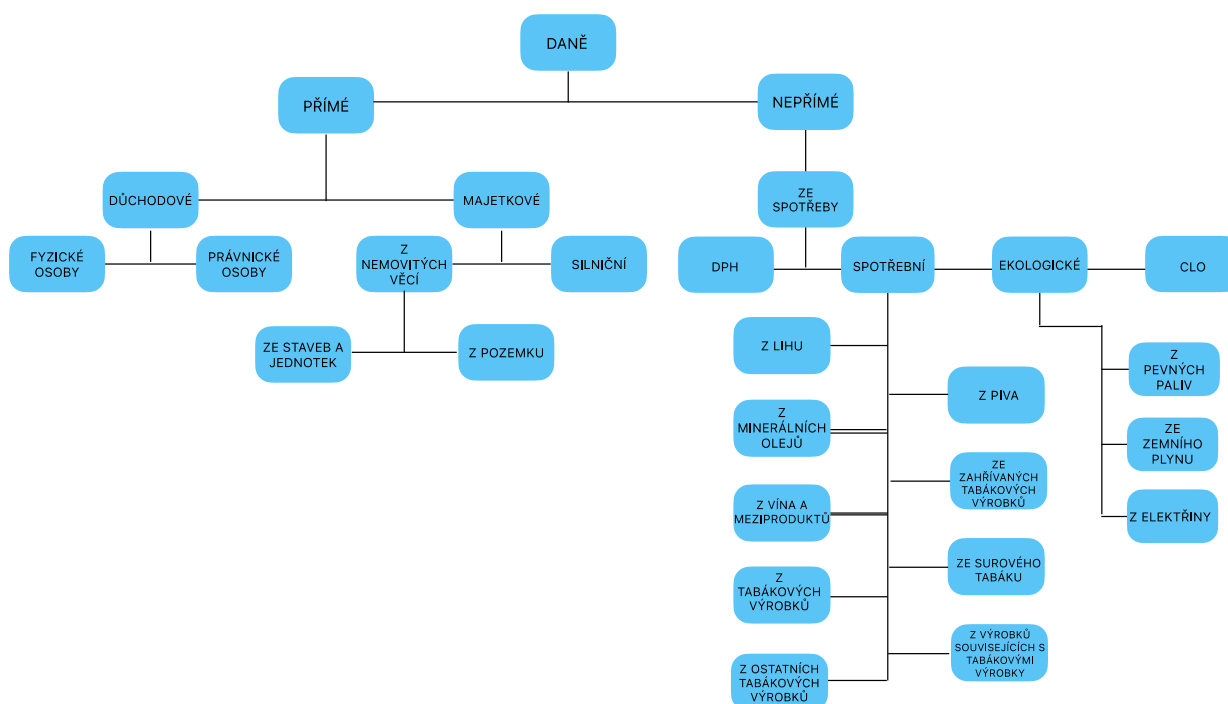 DANĚ
PŘÍMÉ
NEPŘÍMÉ
DŮCHODOVÉ
MAJETKOVÉ
ZE
SPOTŘEBY
FYZICKÉ
OSOBY
PRÁVNICKÉ
OSOBY
Z
NEMOVITÝCH
VĚCÍ
SILNIČNÍ
DPH
SPOTŘEBNÍ
EKOLOGICKÉ
CLO
ZE STAVEB A
JEDNOTEK
Z POZEMKU
Z LIHU
Z
PEVNÝCH
PALIV
Z PIVA
Z
MINERÁLNÍCH
OLEJŮ
ZE
ZEMNÍHO
PLYNU
ZE
ZAHŘÍVANÝCH
TABÁKOVÝCH
VÝROBKŮ
Z VÍNA A
MEZIPRODUKTŮ
Z ELEKTŘINY
ZE SUROVÉHO
TABÁKU
Z
TABÁKOVÝCH
VÝROBKŮ
Z VÝROBKŮ
SOUVISEJÍCÍCH S
TABÁKOVÝMI
VÝROBKY
Z OSTATNÍCH
TABÁKOVÝCH
VÝROBKŮ